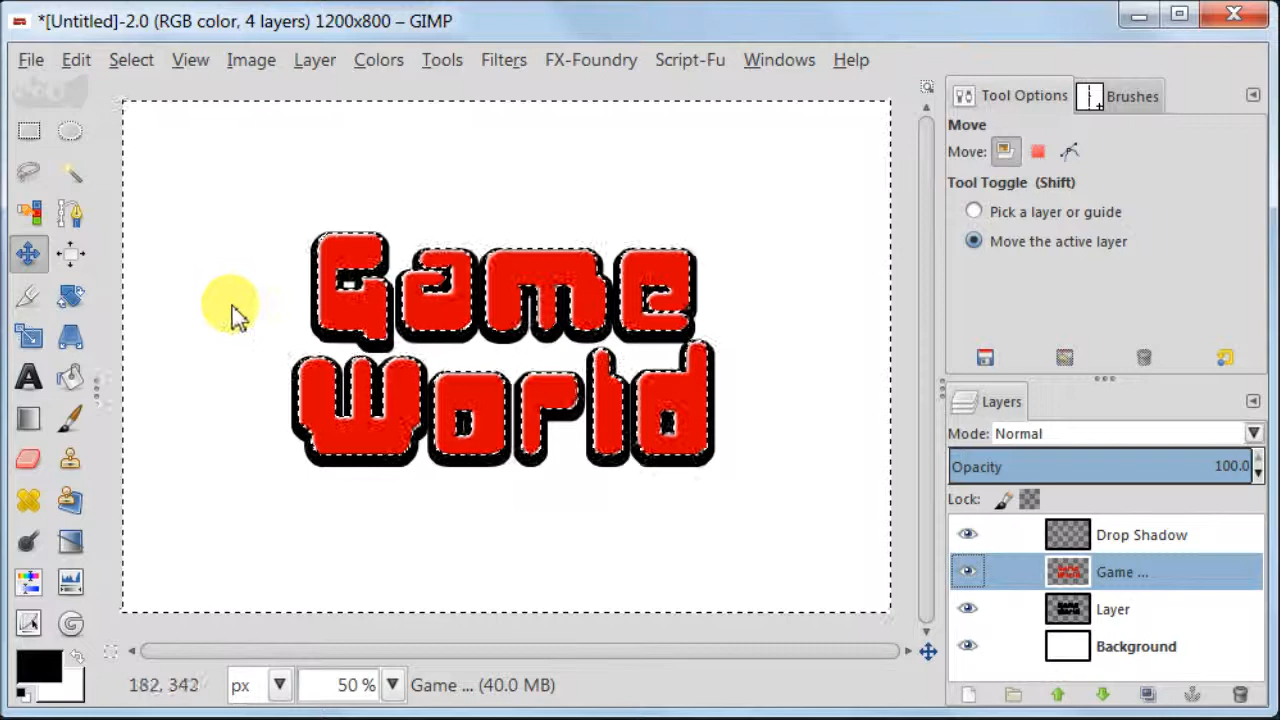 *[Untitled]-2.0 (RGB color, 4 layers) 1200x800 – GIMP
File Edit Select View Image Layer Colors Tools Filters FX-Foundry Script-Fu Windows Help
Tool Options Brushes
Move
Move:
Tool Toggle (Shift)
Pick a layer or guide
Move the active layer
Game
World
Layers
Mode: Normal
Opacity 100.0
Lock:
Drop Shadow
Game ...
Layer
Background
182, 342 px 50 % Game ... (40.0 MB)